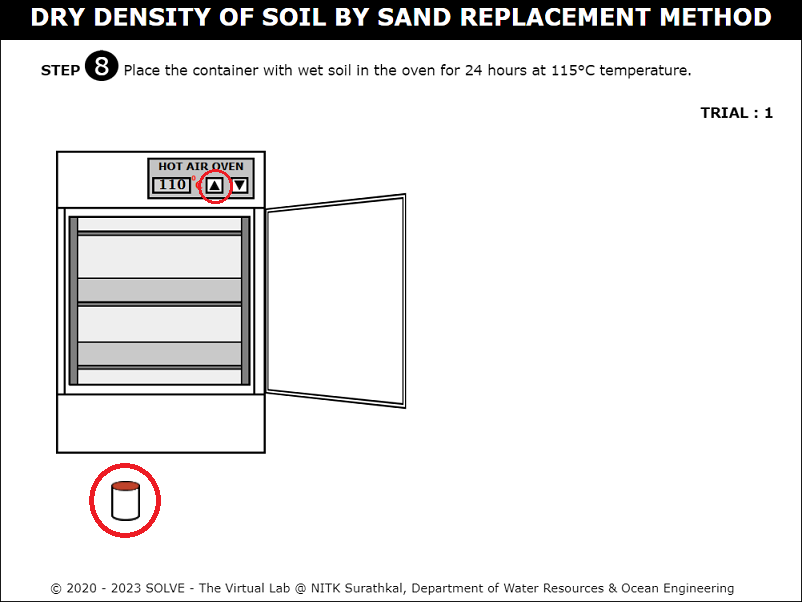 DRY DENSITY OF SOIL BY SAND REPLACEMENT METHOD
STEP 8 Place the container with wet soil in the oven for 24 hours at 115°C temperature.
TRIAL : 1
HOT AIR OVEN
110 °C ▲ ▼
© 2020 - 2023 SOLVE - The Virtual Lab @ NITK Surathkal, Department of Water Resources & Ocean Engineering